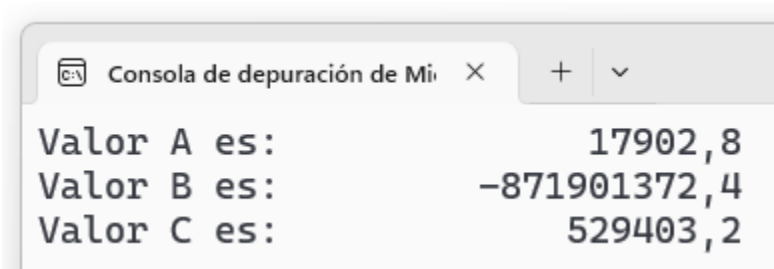 Consola de depuración de Mi
Valor A es: 17902,8
Valor B es: -871901372,4
Valor C es: 529403,2